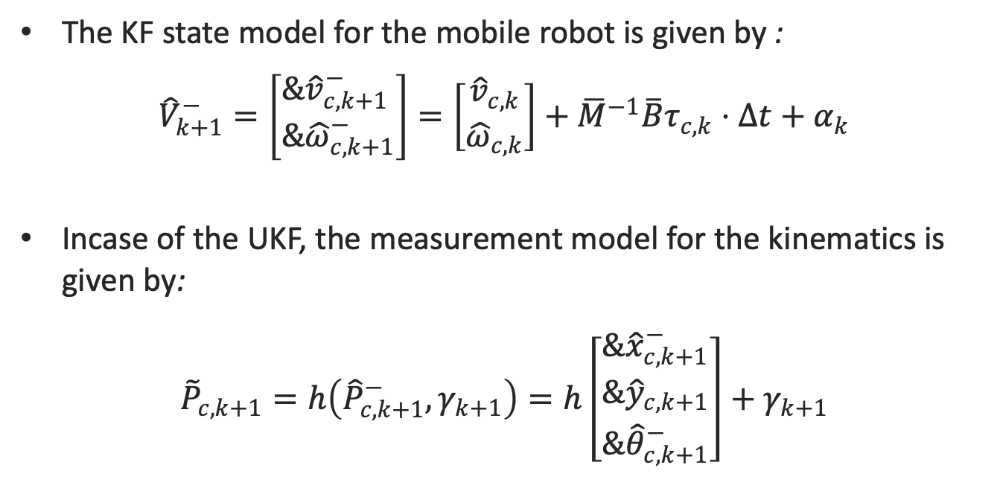 • The KF state model for the mobile robot is given by :
$\hat{V}^{-}_{k+1} = \begin{bmatrix} \&\hat{v}^{-}_{c,k+1} \\ \&\hat{\omega}^{-}_{c,k+1} \end{bmatrix} = \begin{bmatrix} \hat{v}_{c,k} \\ \hat{\omega}_{c,k} \end{bmatrix} + \bar{M}^{-1}\bar{B}\tau_{c,k} \cdot \Delta t + \alpha_k$
• Incase of the UKF, the measurement model for the kinematics is
given by:
$\tilde{P}_{c,k+1} = h(\hat{P}^{-}_{c,k+1}, \gamma_{k+1}) = h \begin{bmatrix} \&\hat{x}^{-}_{c,k+1} \\ \&\hat{y}_{c,k+1} \\ \&\hat{\theta}^{-}_{c,k+1} \end{bmatrix} + \gamma_{k+1}$